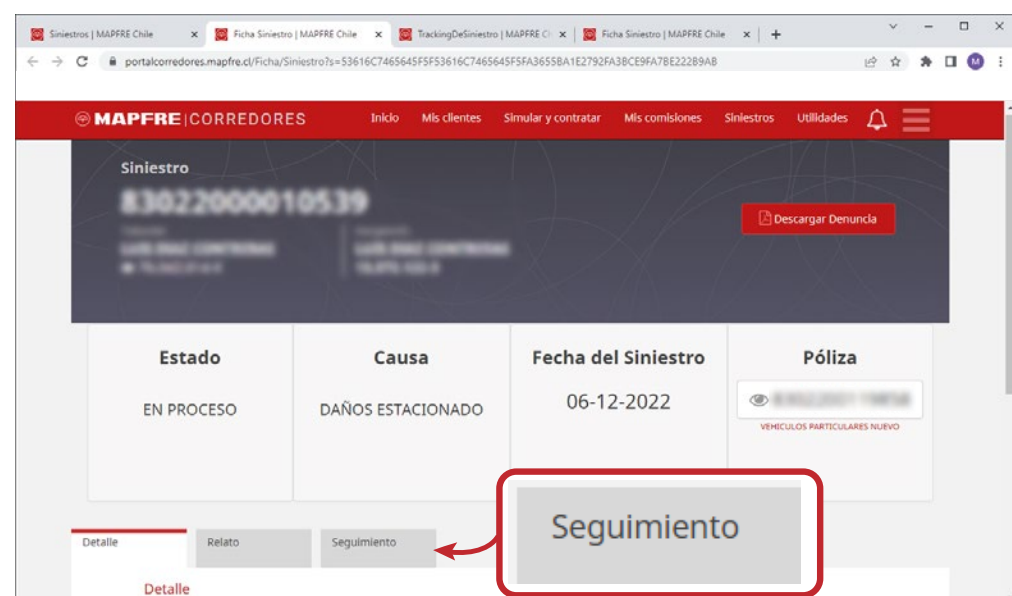 Siniestros | MAPFRE Chile
Ficha Siniestro | MAPFRE Chile
TrackingDeSiniestro | MAPFRE C
Ficha Siniestro | MAPFRE Chile
portalcorredores.mapfre.cl/Ficha/Siniestro?s=53616C7465645F5F53616C7465645F5FA3655BA1E2792FA3BCE9FA7BE222B9AB
M
MAPFRE | CORREDORES
Inicio
Mis clientes
Simular y contratar
Mis comisiones
Siniestros
Utilidades
Siniestro
83022000010539
Descargar Denuncia
Estado
EN PROCESO
Causa
DAÑOS ESTACIONADO
Fecha del Siniestro
06-12-2022
Póliza
VEHICULOS PARTICULARES NUEVO
Detalle
Relato
Seguimiento
Seguimiento
Detalle